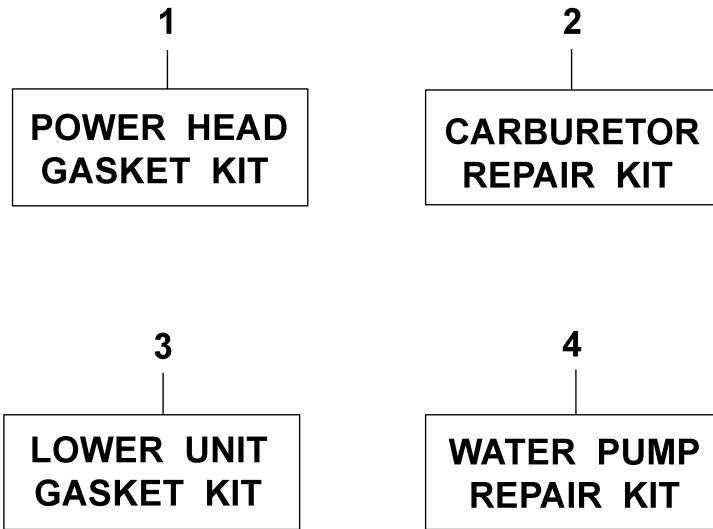 1
POWER HEAD
GASKET KIT
2
CARBURETOR
REPAIR KIT
3
LOWER UNIT
GASKET KIT
4
WATER PUMP
REPAIR KIT